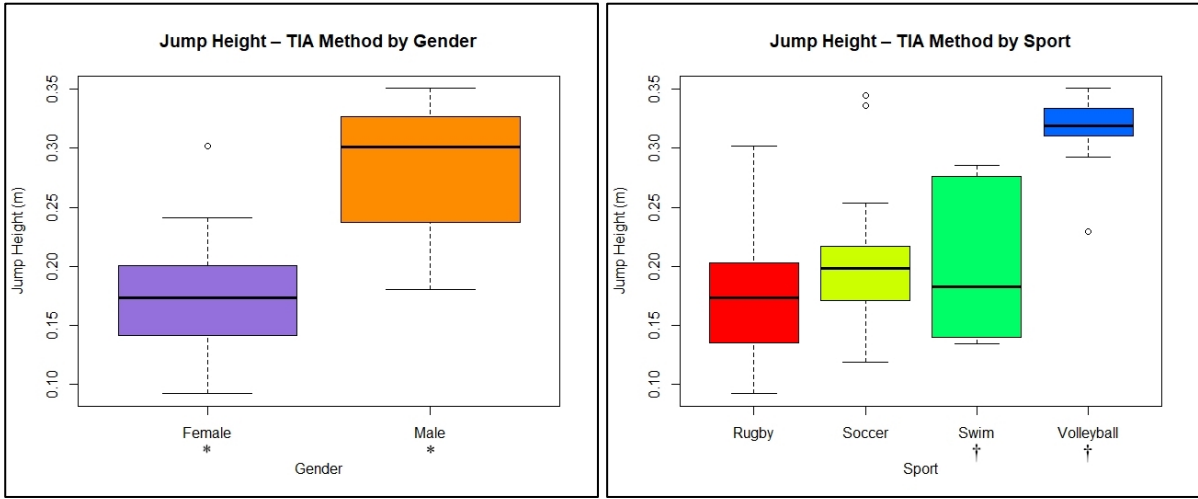 Jump Height – TIA Method by Gender
Jump Height (m)
0.35
0.30
0.25
0.20
0.15
0.10
Female Male
* *
Gender
Jump Height – TIA Method by Sport
Jump Height (m)
0.35
0.30
0.25
0.20
0.15
0.10
Rugby Soccer Swim Volleyball
† †
Sport